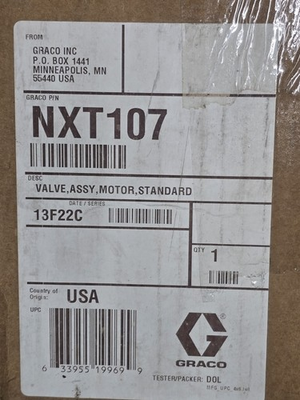 FROM
GRACO INC
P.O. BOX 1441
MINNEAPOLIS, MN
55440 USA
GRACO P/N
NXT107
DESC
VALVE,ASSY,MOTOR,STANDARD
DATE / SERIES
13F22C
QTY
1
Country of
Origin:
USA
UPC
6 33955 19969 9
GRACO
TESTER/PACKER: DOL